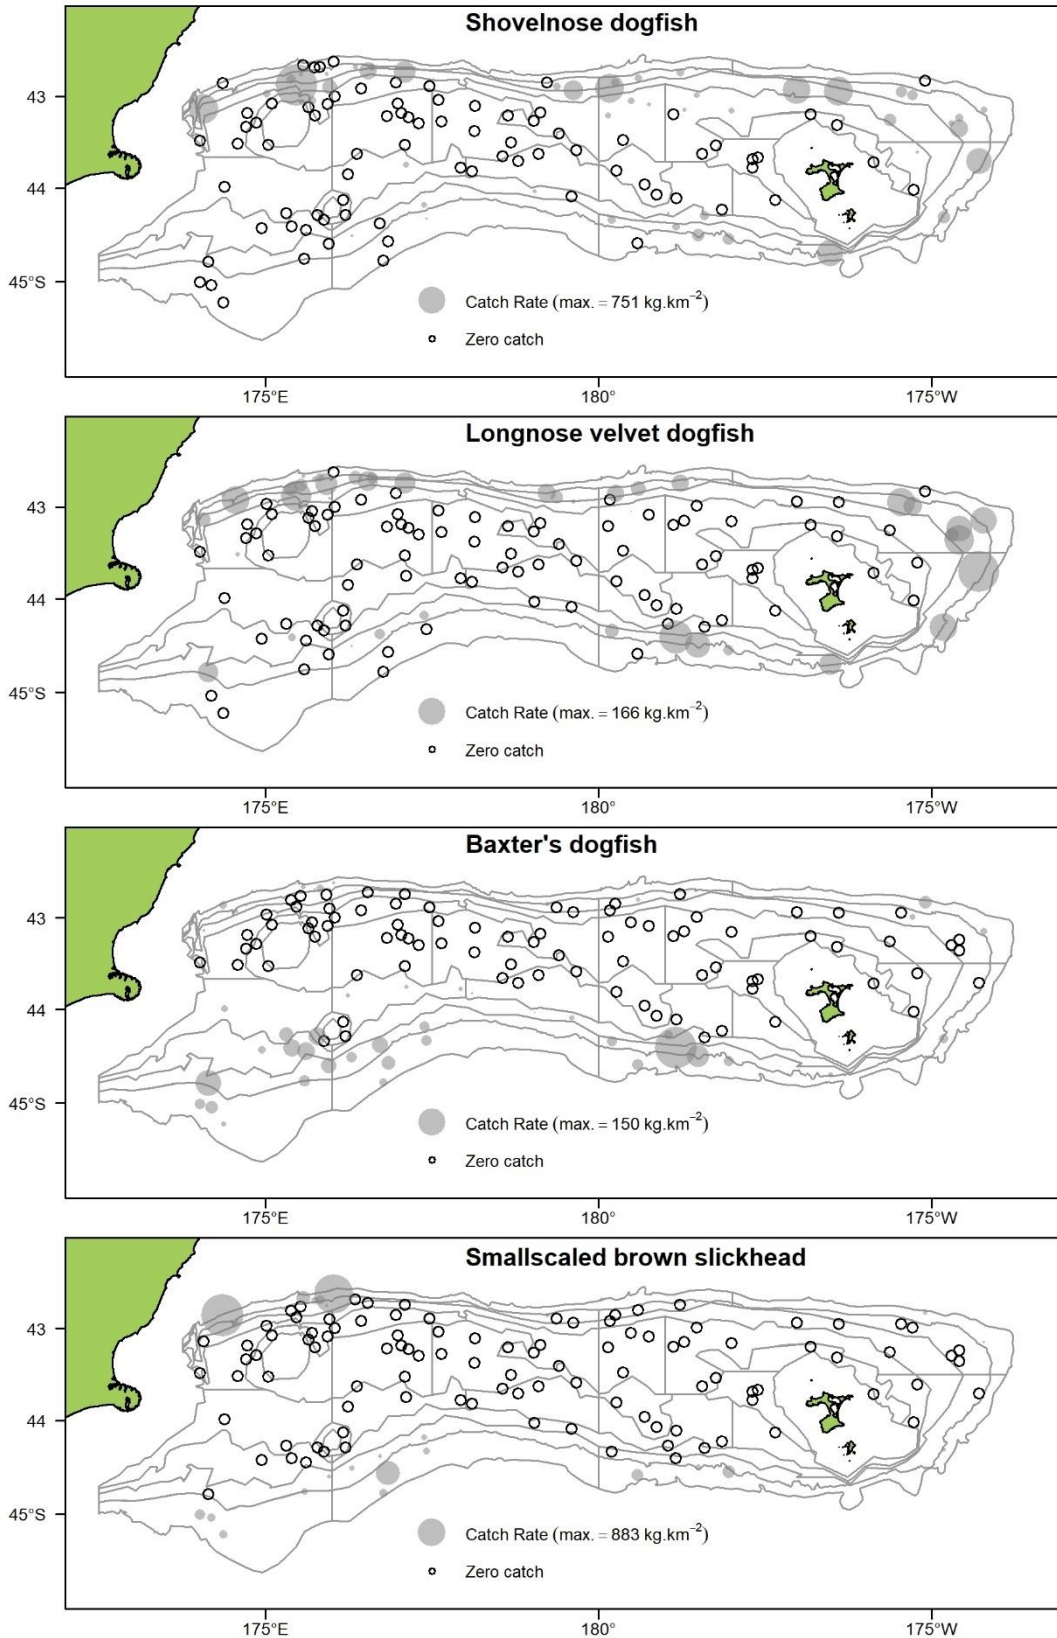 Shovelnose dogfish
43
44
45°S
Catch Rate (max. = 751 kg.km⁻²)
Zero catch
175°E 180° 175°W
Longnose velvet dogfish
43
44
45°S
Catch Rate (max. = 166 kg.km⁻²)
Zero catch
175°E 180° 175°W
Baxter's dogfish
43
44
45°S
Catch Rate (max. = 150 kg.km⁻²)
Zero catch
175°E 180° 175°W
Smallscaled brown slickhead
43
44
45°S
Catch Rate (max. = 883 kg.km⁻²)
Zero catch
175°E 180° 175°W